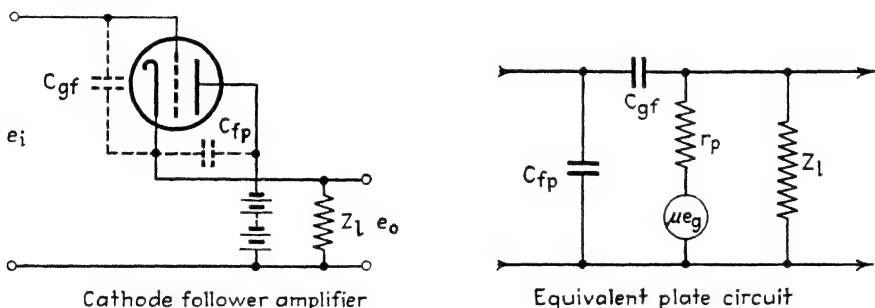 C_gf
C_fp
e_i
Z_l e_o
Cathode follower amplifier
C_gf
r_p
C_fp
Z_l
μe_g
Equivalent plate circuit